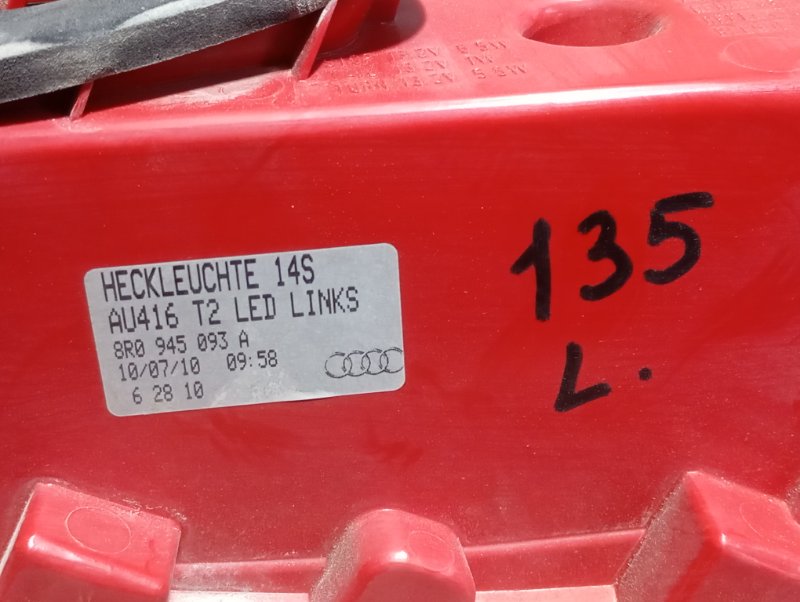 HECKLEUCHTE 14S
AU416 T2 LED LINKS
8R0 945 093 A
10/07/10 09:58
6 28 10
135
L.